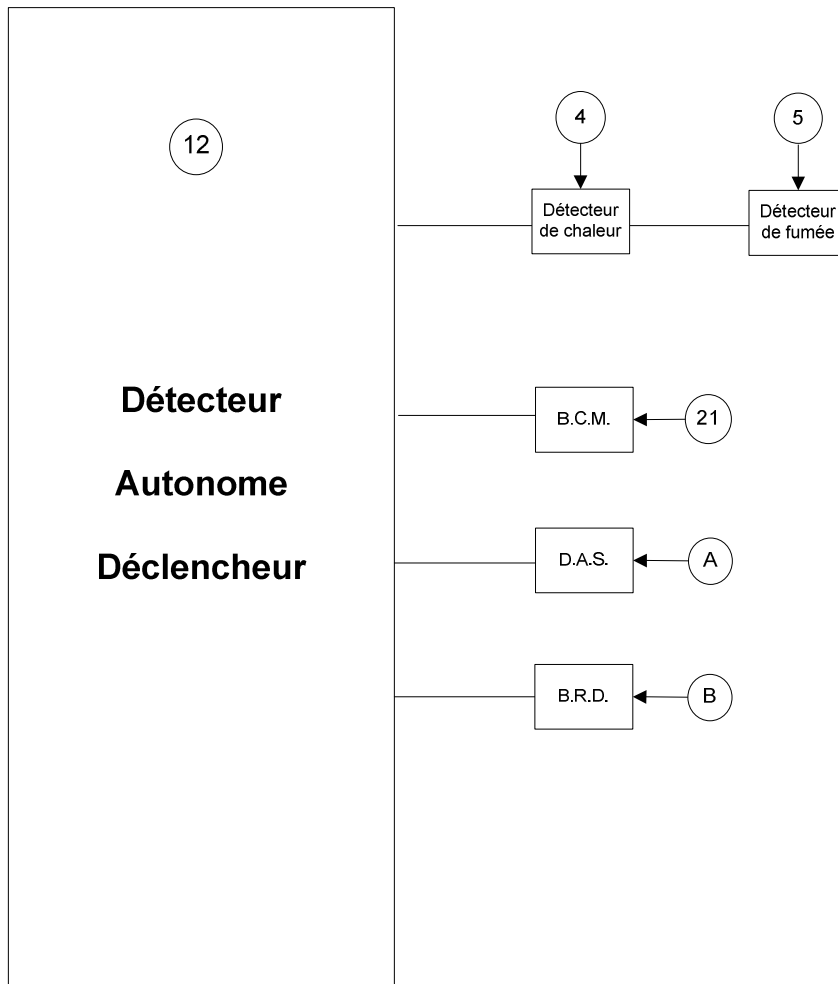 12
4
5
Détecteur
de chaleur
Détecteur
de fumée
Détecteur
Autonome
Déclencheur
B.C.M.
21
D.A.S.
A
B.R.D.
B